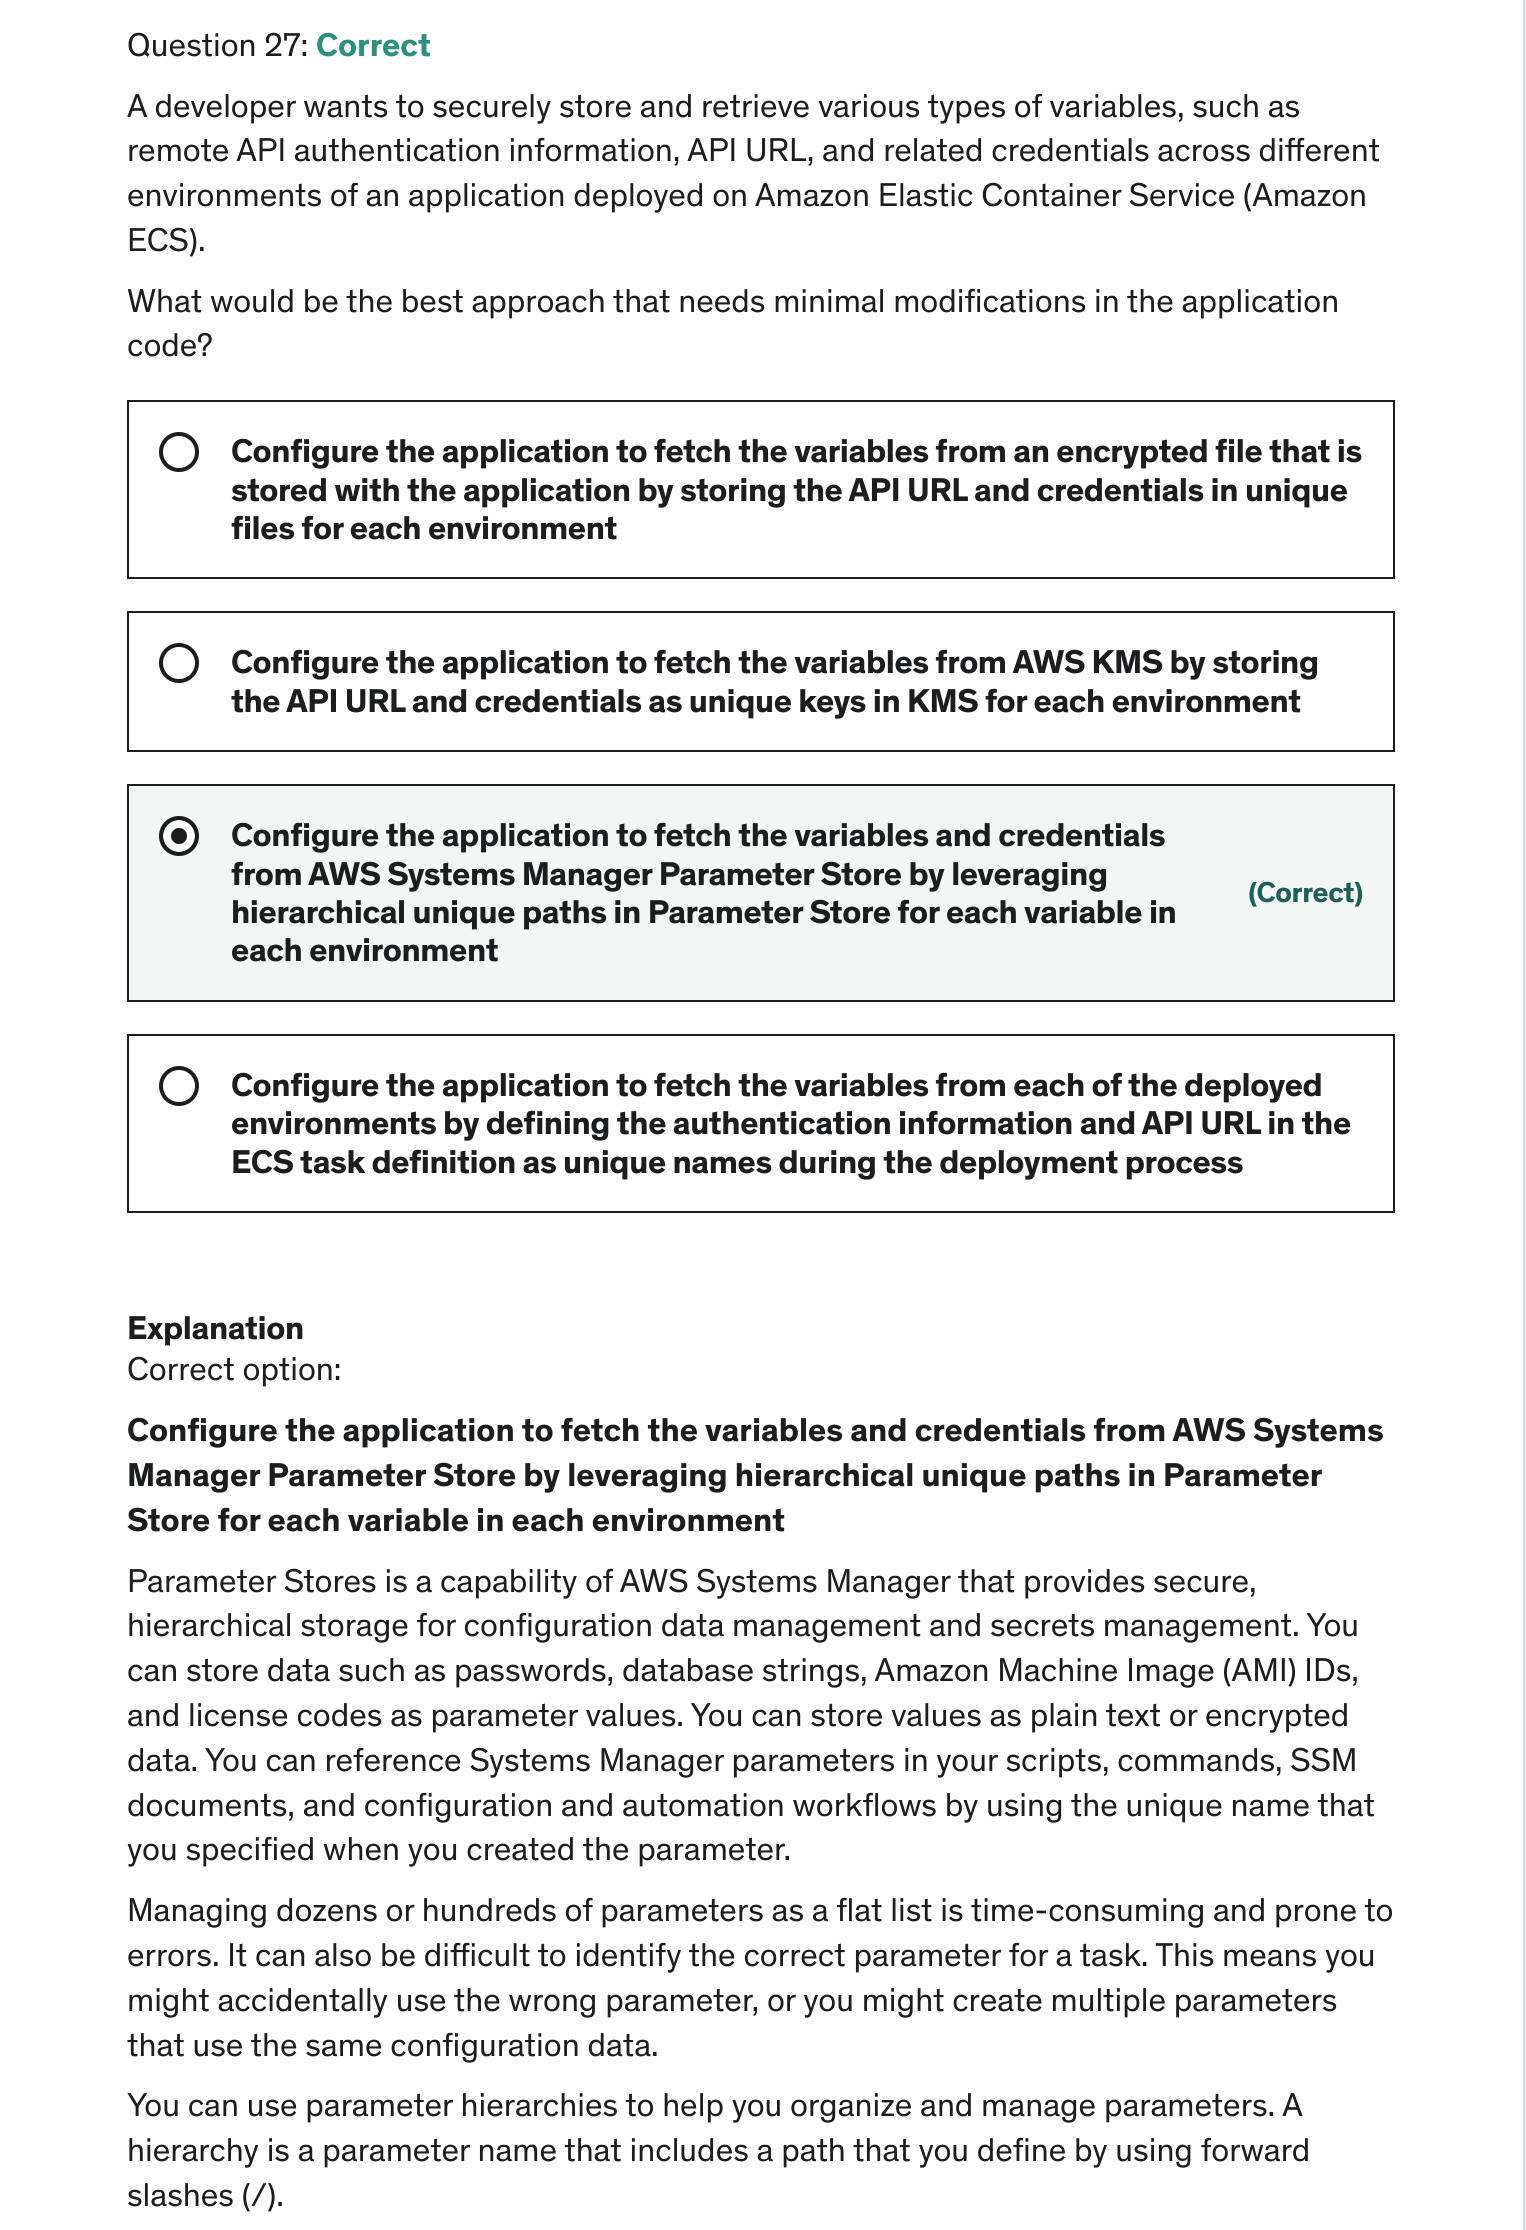 Question 27: Correct
A developer wants to securely store and retrieve various types of variables, such as
remote API authentication information, API URL, and related credentials across different
environments of an application deployed on Amazon Elastic Container Service (Amazon
ECS).
What would be the best approach that needs minimal modifications in the application
code?
Configure the application to fetch the variables from an encrypted file that is
stored with the application by storing the API URL and credentials in unique
files for each environment
Configure the application to fetch the variables from AWS KMS by storing
the API URL and credentials as unique keys in KMS for each environment
Configure the application to fetch the variables and credentials
from AWS Systems Manager Parameter Store by leveraging
hierarchical unique paths in Parameter Store for each variable in
each environment
(Correct)
Configure the application to fetch the variables from each of the deployed
environments by defining the authentication information and API URL in the
ECS task definition as unique names during the deployment process
Explanation
Correct option:
Configure the application to fetch the variables and credentials from AWS Systems
Manager Parameter Store by leveraging hierarchical unique paths in Parameter
Store for each variable in each environment
Parameter Stores is a capability of AWS Systems Manager that provides secure,
hierarchical storage for configuration data management and secrets management. You
can store data such as passwords, database strings, Amazon Machine Image (AMI) IDs,
and license codes as parameter values. You can store values as plain text or encrypted
data. You can reference Systems Manager parameters in your scripts, commands, SSM
documents, and configuration and automation workflows by using the unique name that
you specified when you created the parameter.
Managing dozens or hundreds of parameters as a flat list is time-consuming and prone to
errors. It can also be difficult to identify the correct parameter for a task. This means you
might accidentally use the wrong parameter, or you might create multiple parameters
that use the same configuration data.
You can use parameter hierarchies to help you organize and manage parameters. A
hierarchy is a parameter name that includes a path that you define by using forward
slashes (/).